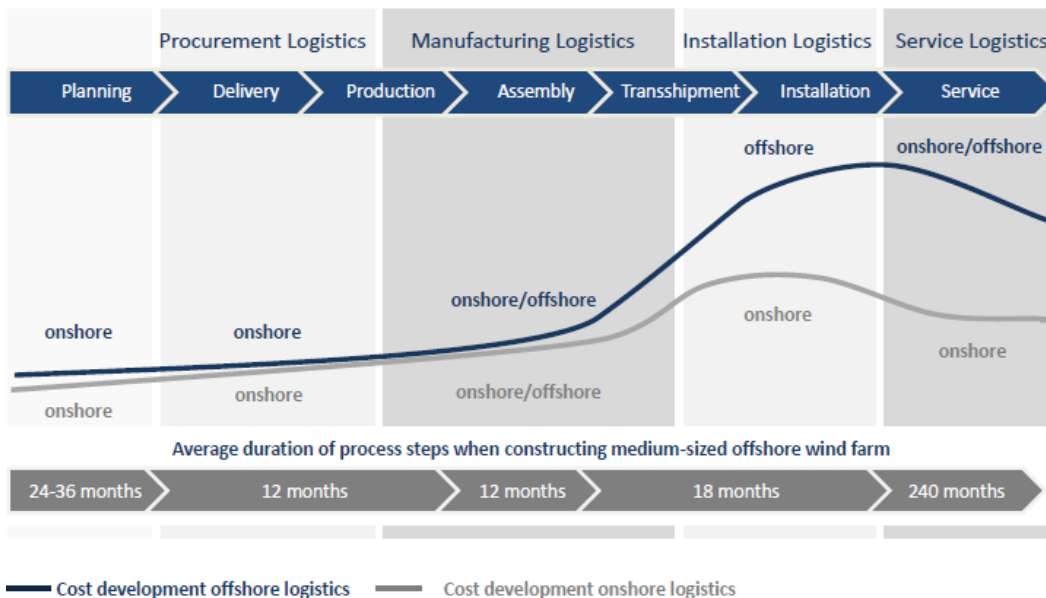 Procurement Logistics
Manufacturing Logistics
Installation Logistics
Service Logistics
Planning
Delivery
Production
Assembly
Transshipment
Installation
Service
offshore
onshore/offshore
onshore/offshore
onshore
onshore
onshore
onshore
onshore
onshore
onshore/offshore
Average duration of process steps when constructing medium-sized offshore wind farm
24-36 months
12 months
12 months
18 months
240 months
Cost development offshore logistics
Cost development onshore logistics